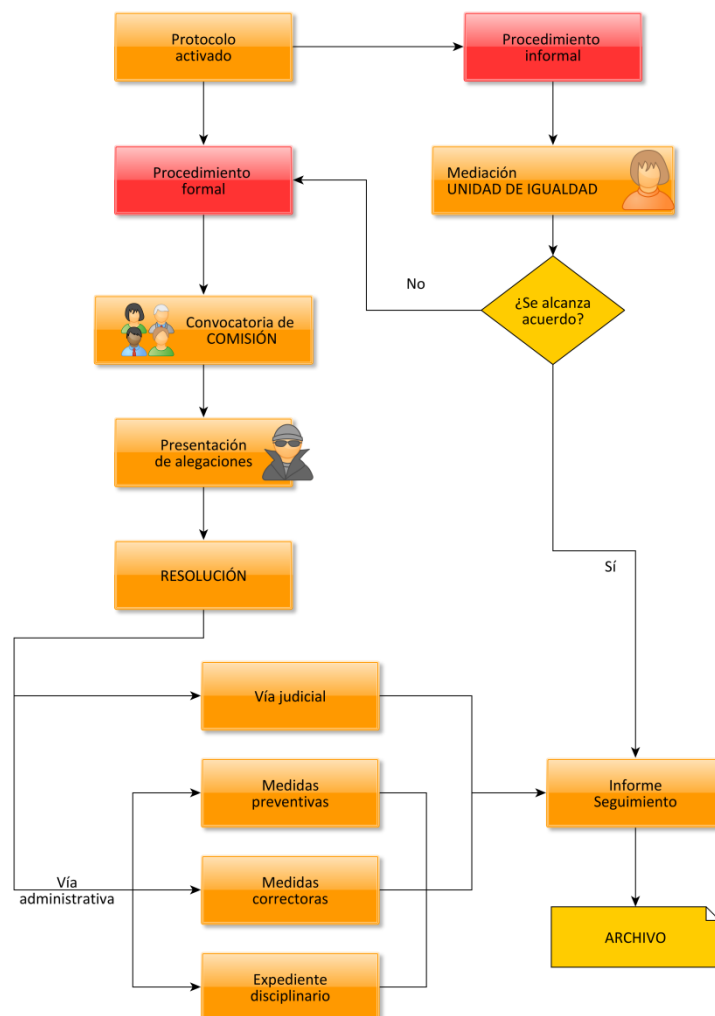 Protocolo
activado
Procedimiento
informal
Procedimiento
formal
Mediación
UNIDAD DE IGUALDAD
No
¿Se alcanza
acuerdo?
Convocatoria de
COMISIÓN
Presentación
de alegaciones
RESOLUCIÓN
Sí
Vía judicial
Medidas
preventivas
Informe
Seguimiento
Vía
administrativa
Medidas
correctoras
ARCHIVO
Expediente
disciplinario